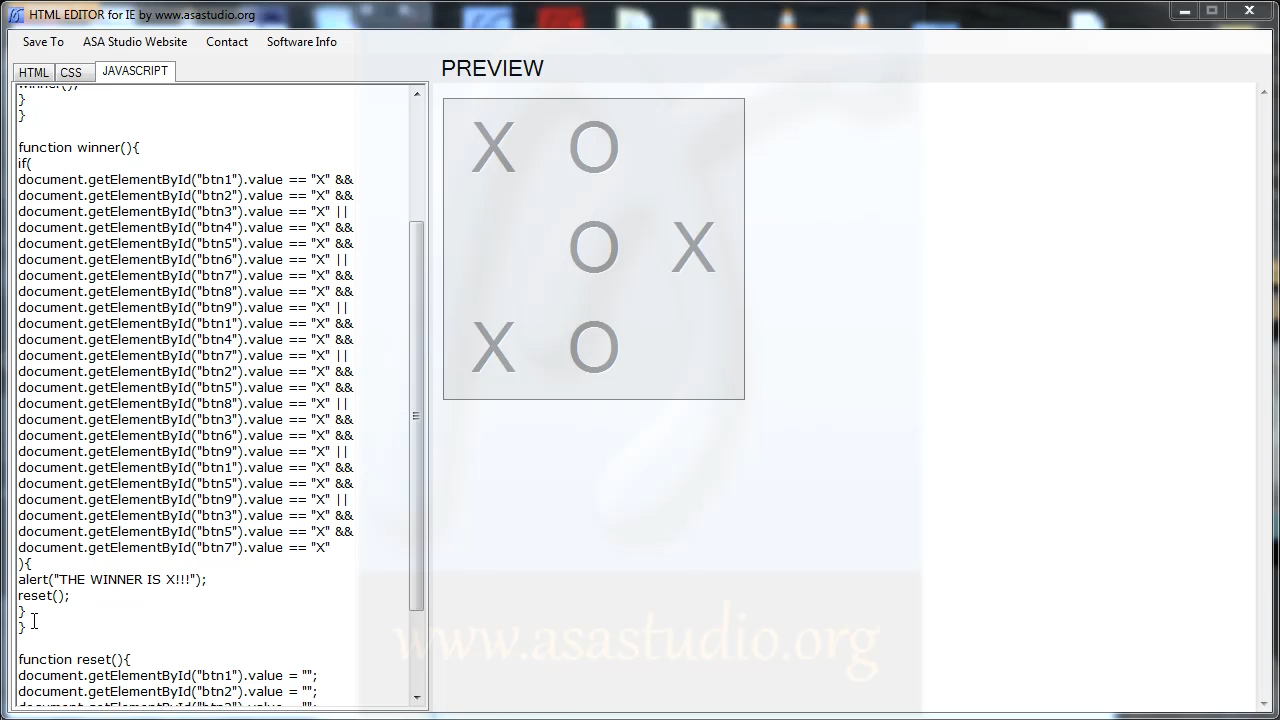 HTML EDITOR for IE by www.asastudio.org
Save To ASA Studio Website Contact Software Info
HTML CSS JAVASCRIPT
PREVIEW
winner();
}
}
function winner(){
if(
document.getElementById("btn1").value == "X" &&
document.getElementById("btn2").value == "X" &&
document.getElementById("btn3").value == "X" ||
document.getElementById("btn4").value == "X" &&
document.getElementById("btn5").value == "X" &&
document.getElementById("btn6").value == "X" ||
document.getElementById("btn7").value == "X" &&
document.getElementById("btn8").value == "X" &&
document.getElementById("btn9").value == "X" ||
document.getElementById("btn1").value == "X" &&
document.getElementById("btn4").value == "X" &&
document.getElementById("btn7").value == "X" ||
document.getElementById("btn2").value == "X" &&
document.getElementById("btn5").value == "X" &&
document.getElementById("btn8").value == "X" ||
document.getElementById("btn3").value == "X" &&
document.getElementById("btn6").value == "X" &&
document.getElementById("btn9").value == "X" ||
document.getElementById("btn1").value == "X" &&
document.getElementById("btn5").value == "X" &&
document.getElementById("btn9").value == "X" ||
document.getElementById("btn3").value == "X" &&
document.getElementById("btn5").value == "X" &&
document.getElementById("btn7").value == "X"
){
alert("THE WINNER IS X!!!");
reset();
}
}
function reset(){
document.getElementById("btn1").value = "";
document.getElementById("btn2").value = "";
document.getElementById("btn3").value = "";
X O
O X
X O
www.asastudio.org